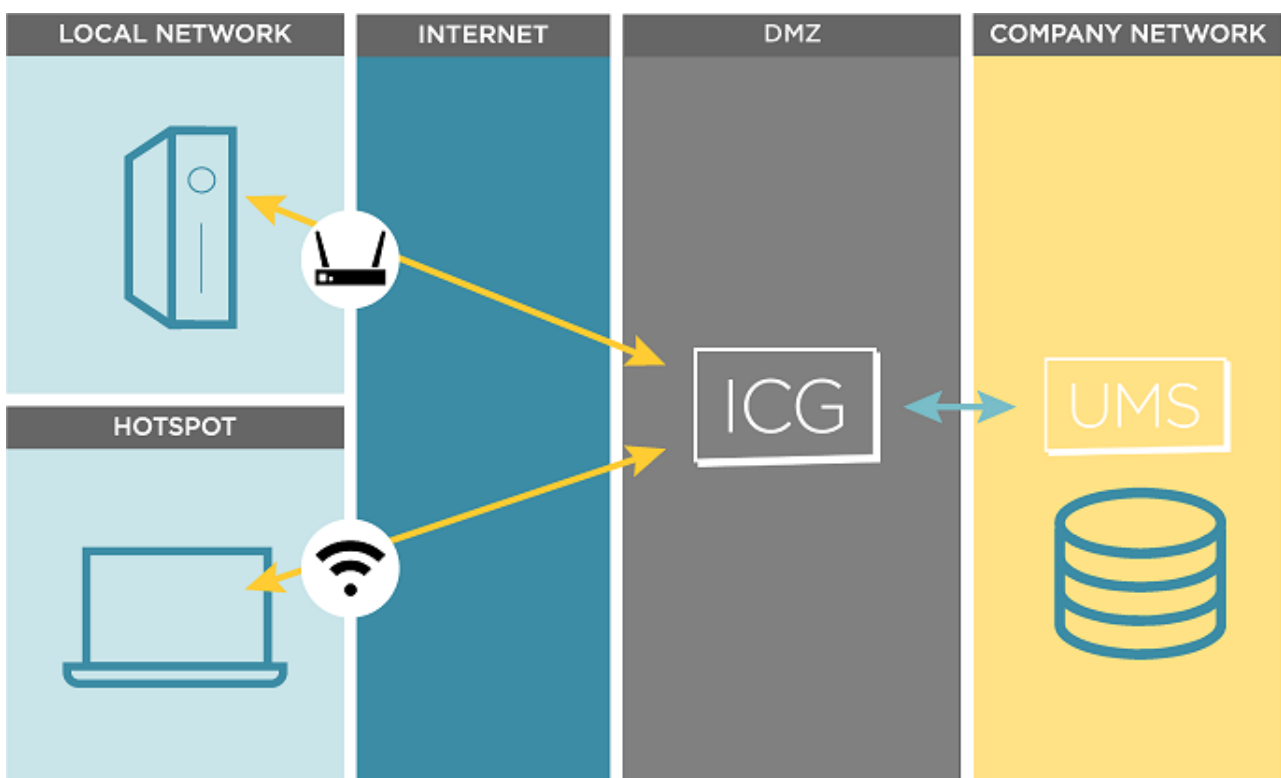 LOCAL NETWORK
INTERNET
DMZ
COMPANY NETWORK
ICG
UMS
HOTSPOT